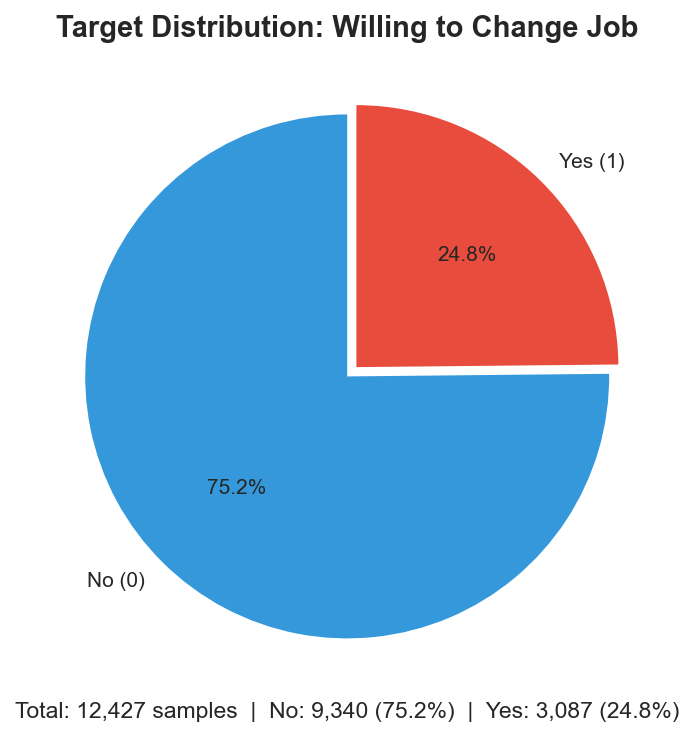 Target Distribution: Willing to Change Job
Yes (1)
24.8%
75.2%
No (0)
Total: 12,427 samples | No: 9,340 (75.2%) | Yes: 3,087 (24.8%)